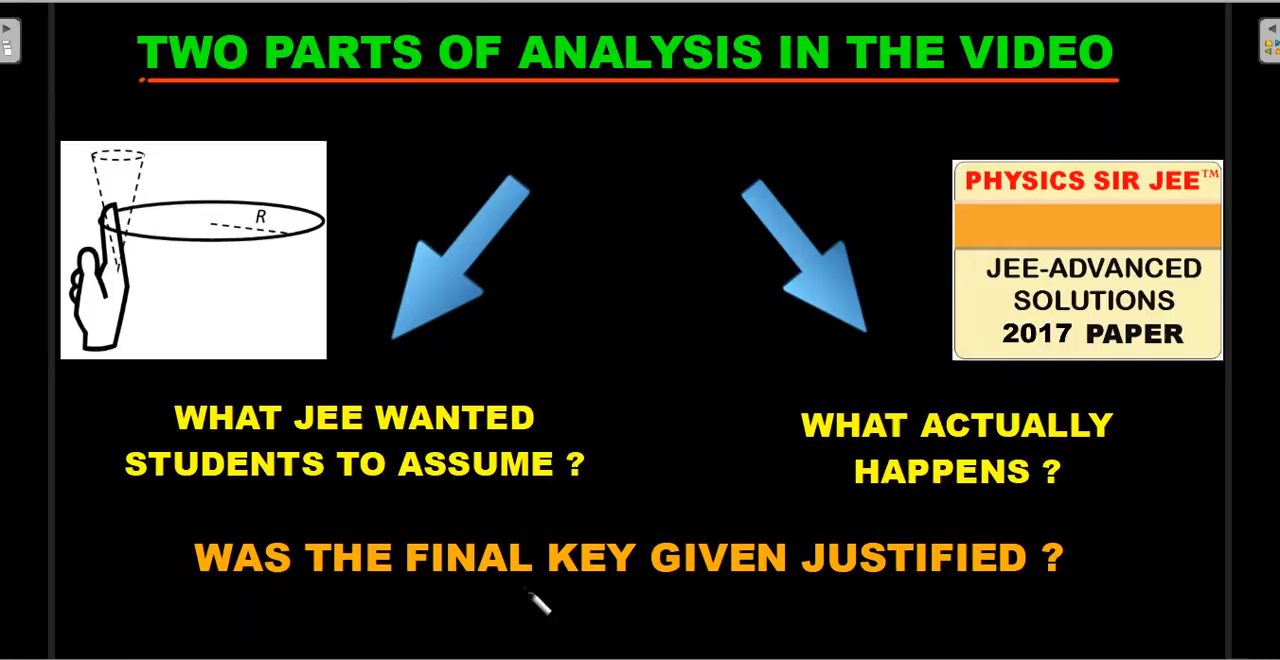 TWO PARTS OF ANALYSIS IN THE VIDEO
R
PHYSICS SIR JEE™
JEE-ADVANCED
SOLUTIONS
2017 PAPER
WHAT JEE WANTED
STUDENTS TO ASSUME ?
WHAT ACTUALLY
HAPPENS ?
WAS THE FINAL KEY GIVEN JUSTIFIED ?